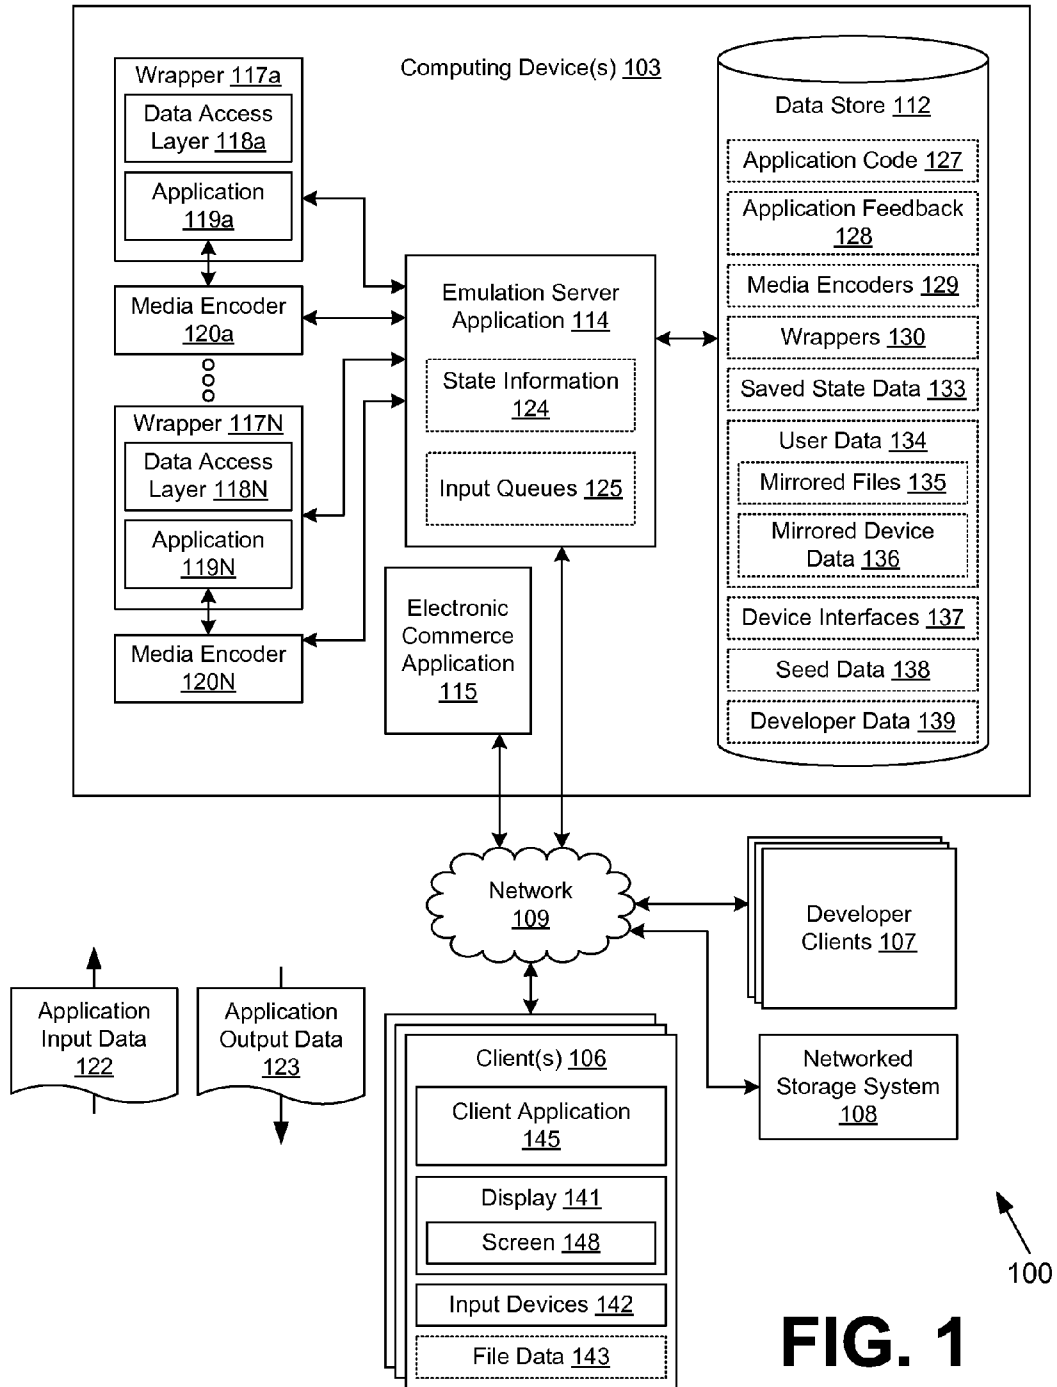 Computing Device(s) 103
Wrapper 117a
Data Access
Layer 118a
Application
119a
Media Encoder
120a
Wrapper 117N
Data Access
Layer 118N
Application
119N
Media Encoder
120N
Emulation Server
Application 114
State Information
124
Input Queues 125
Electronic
Commerce
Application
115
Data Store 112
Application Code 127
Application Feedback
128
Media Encoders 129
Wrappers 130
Saved State Data 133
User Data 134
Mirrored Files 135
Mirrored Device
Data 136
Device Interfaces 137
Seed Data 138
Developer Data 139
Network
109
Developer
Clients 107
Networked
Storage System
108
Application
Input Data
122
Application
Output Data
123
Client(s) 106
Client Application
145
Display 141
Screen 148
Input Devices 142
File Data 143
100
FIG. 1